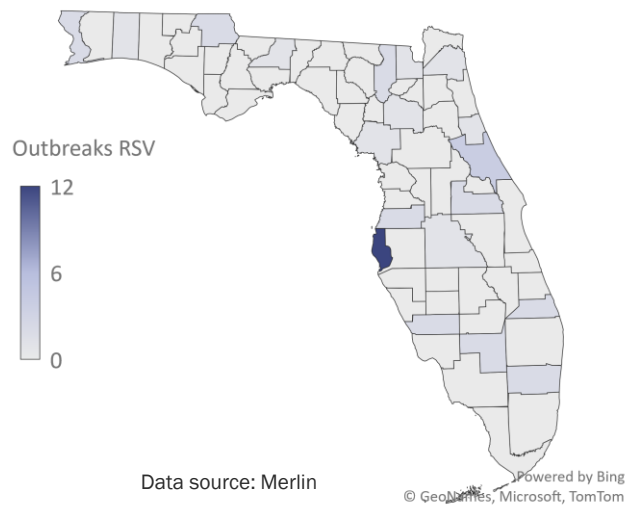 Outbreaks RSV
12
6
0
Data source: Merlin
Powered by Bing
© GeoNames, Microsoft, TomTom